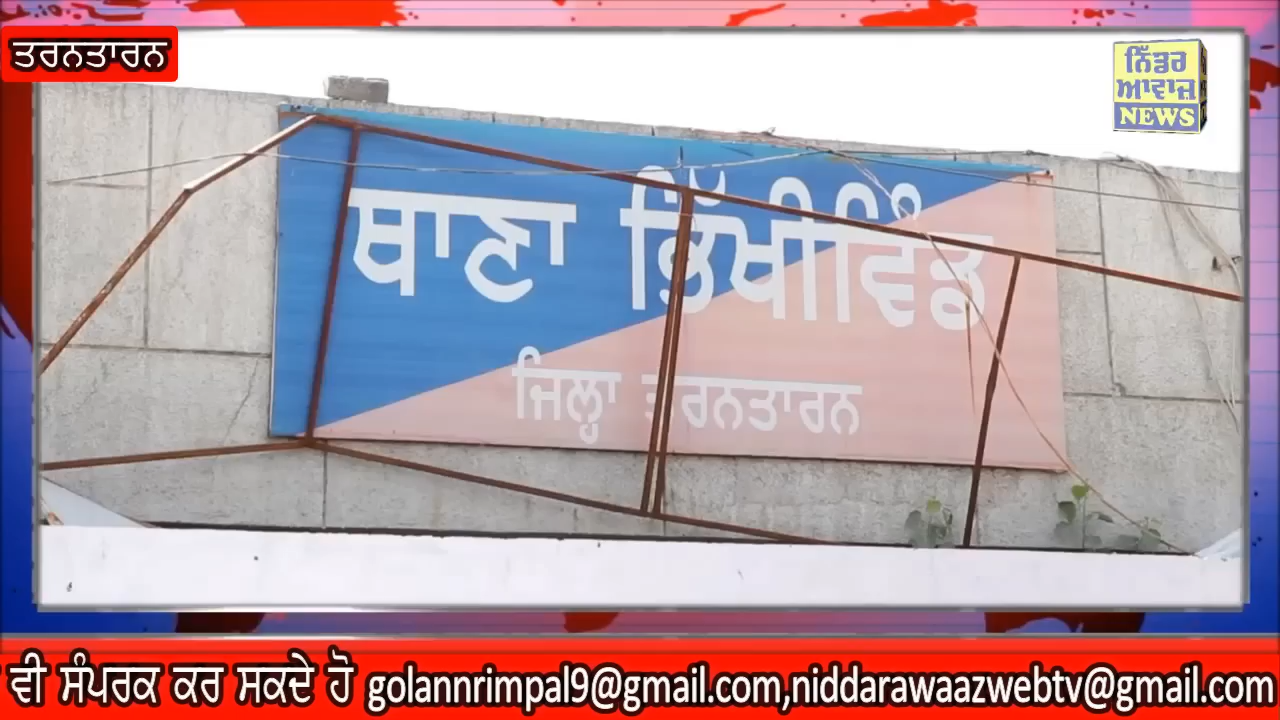 ਤਰਨਤਾਰਨ
ਨਿੱਡਰ
ਆਵਾਜ਼
NEWS
ਥਾਣਾ ਭਿੱਖੀਵਿੰਡ
ਜਿਲ੍ਹਾ ਤਰਨਤਾਰਨ
ਵੀ ਸੰਪਰਕ ਕਰ ਸਕਦੇ ਹੋ golannrimpal9@gmail.com,niddarawaazwebtv@gmail.com